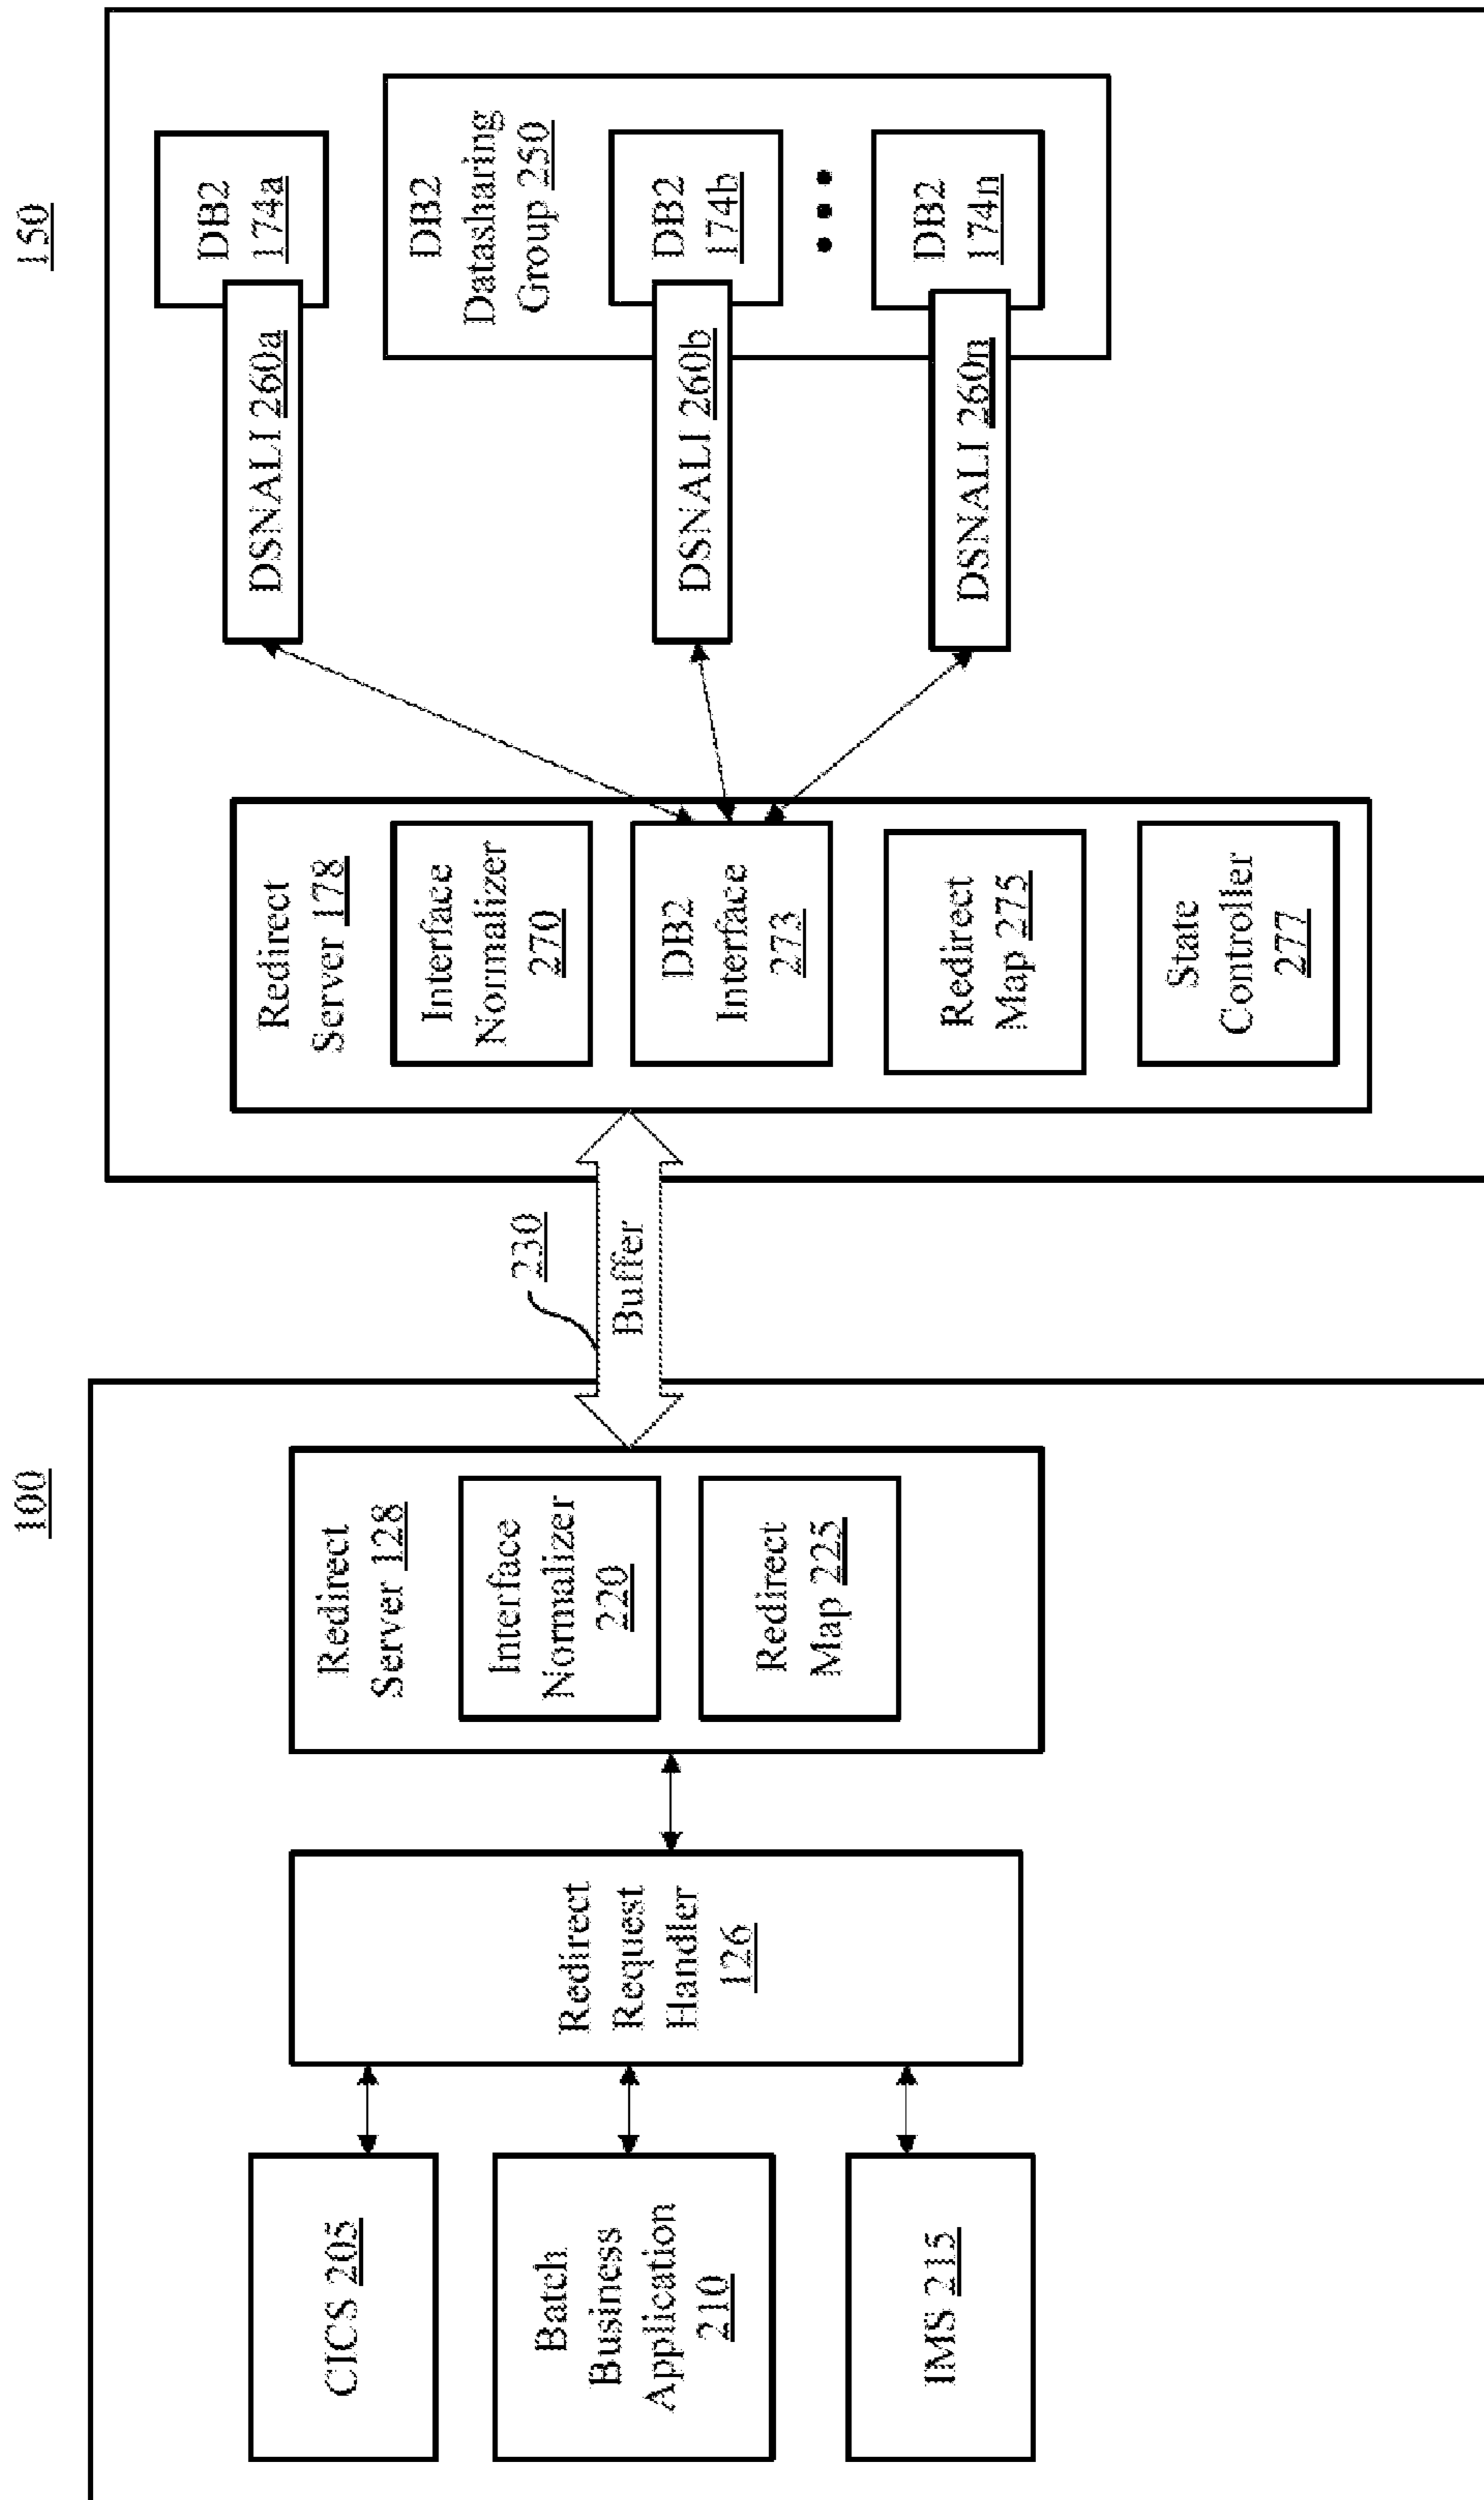 100
CICS 205
Batch
Business
Application
210
IMS 215
Redirect
Request
Handler
126
Redirect
Server 128
Interface
Normalizer
220
Redirect
Map 225
230
Buffer
150
Redirect
Server 178
Interface
Normalizer
270
DB2
Interface
273
Redirect
Map 275
State
Controller
277
DSNALI 260a
DB2
174a
DB2
Datasharing
Group 250
DSNALI 260b
DB2
174b
DSNALI 260n
DB2
174n